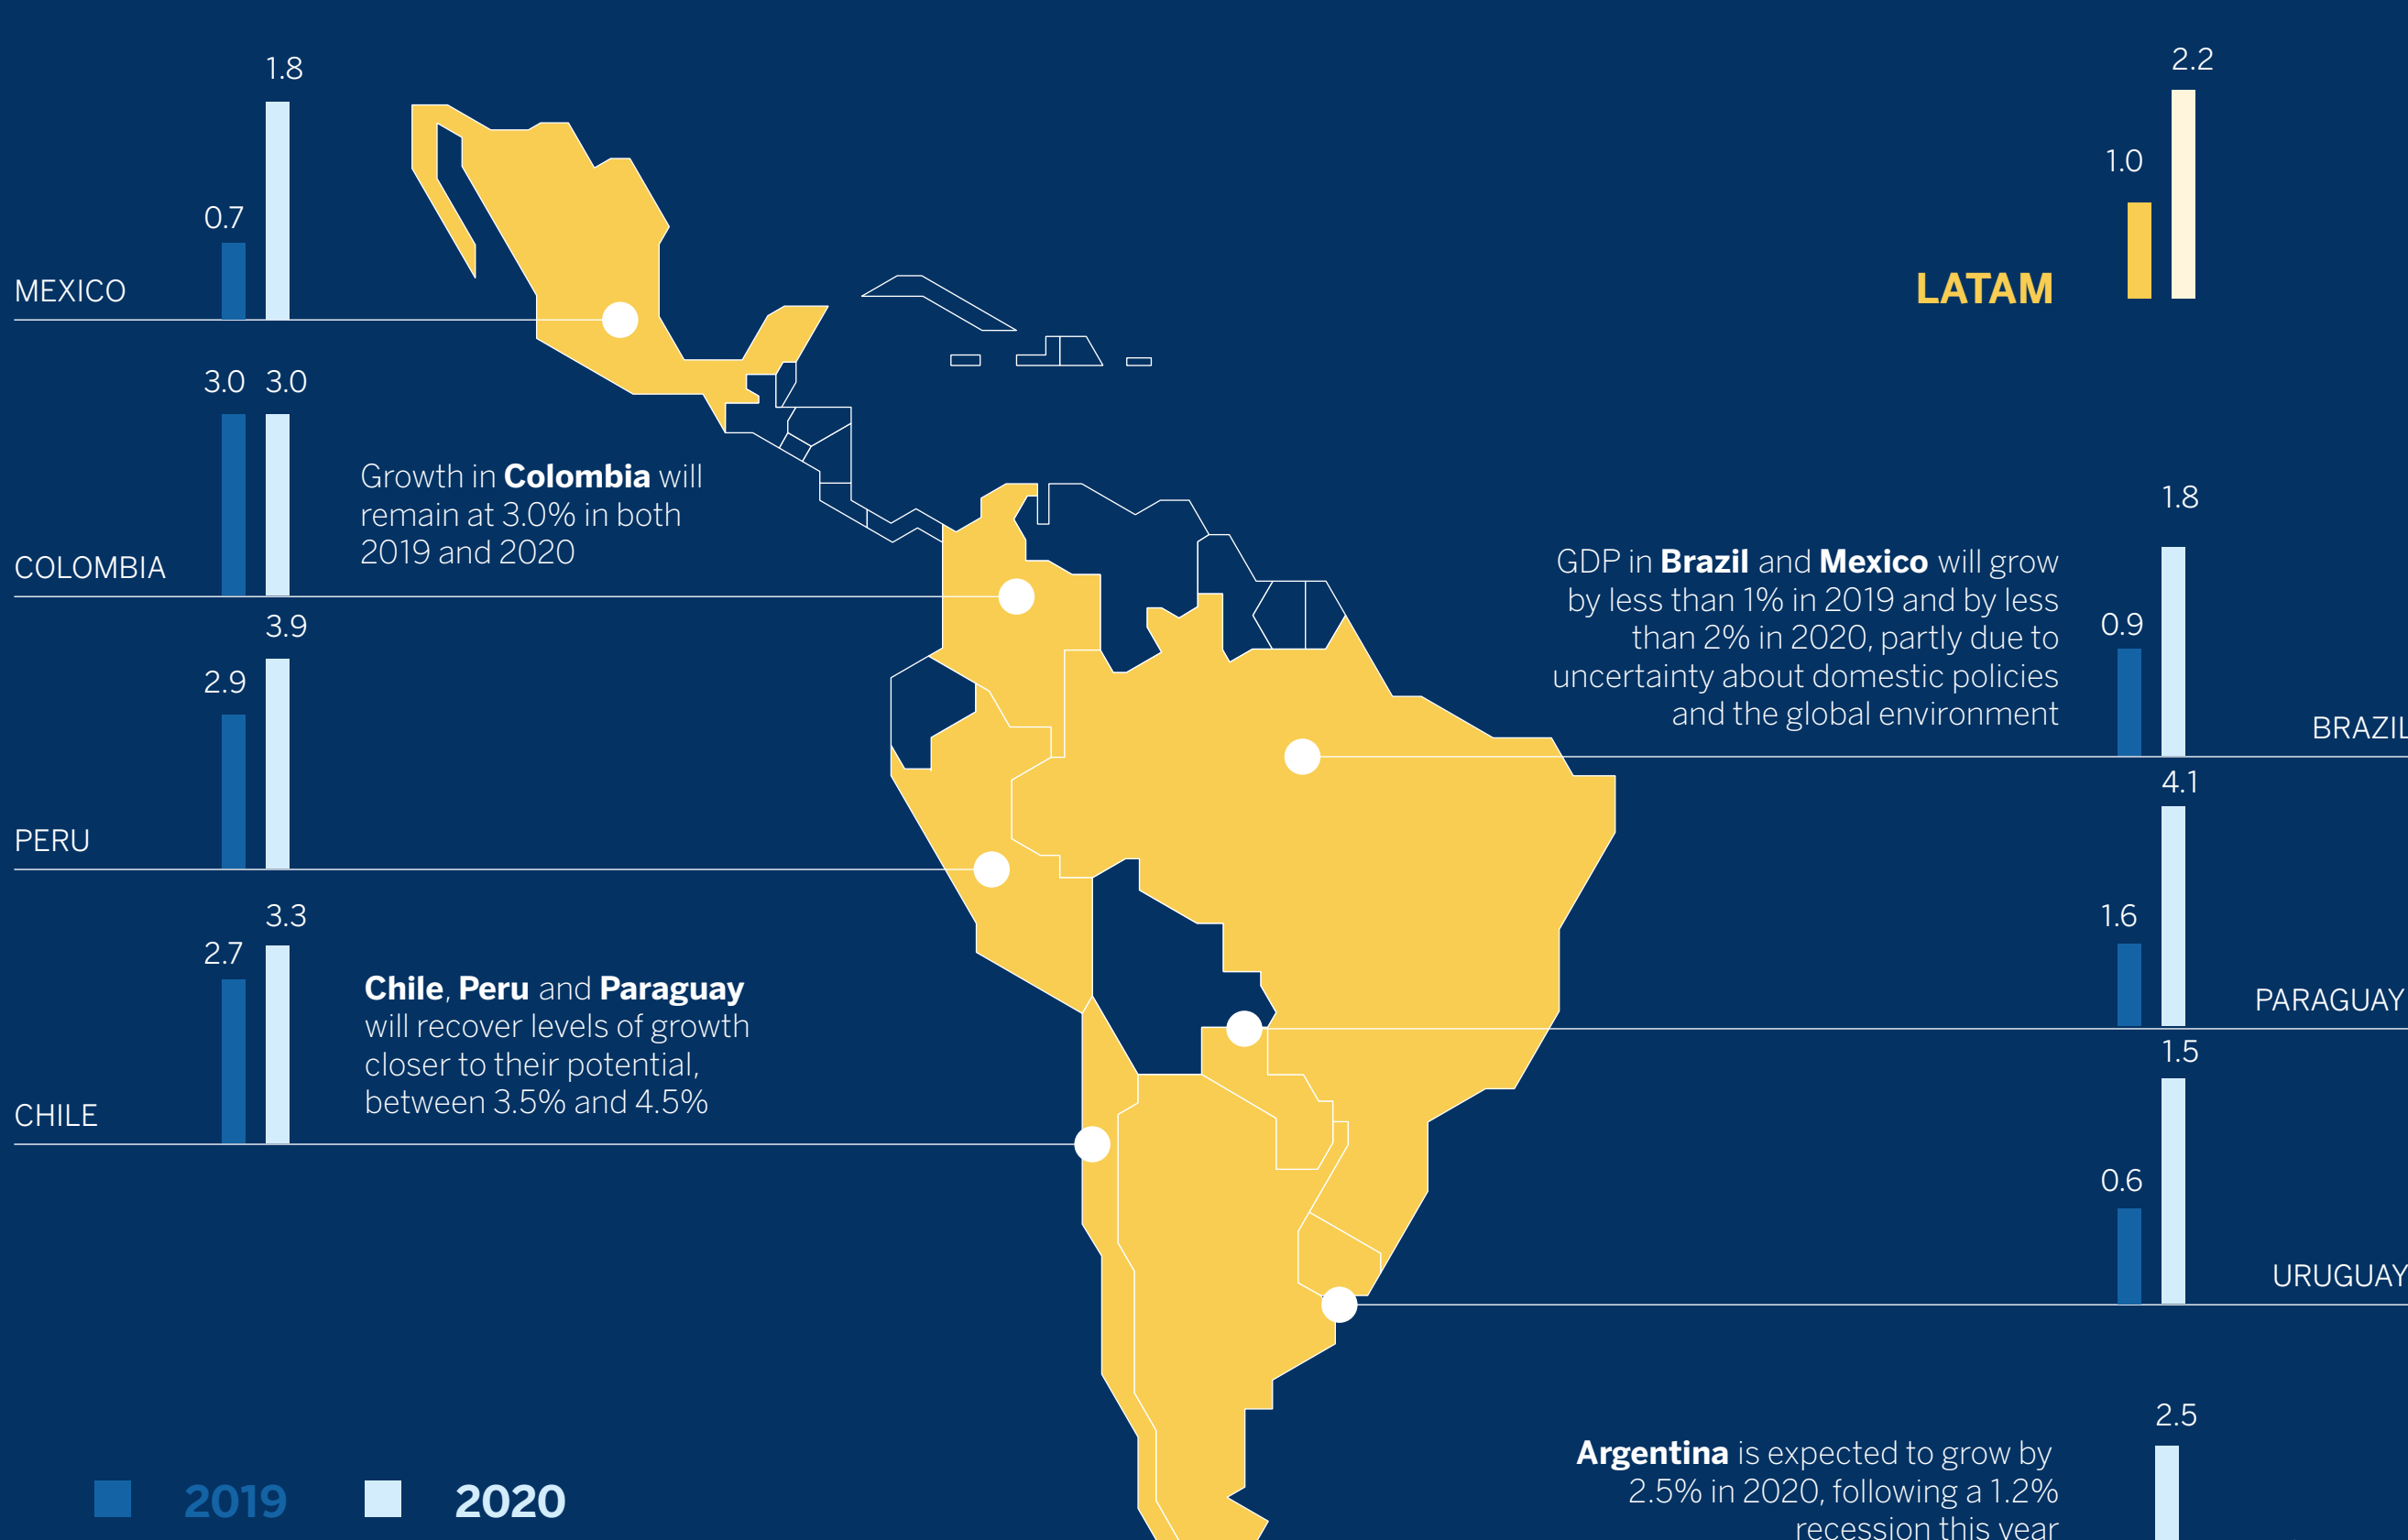 1.8
0.7
MEXICO
2.2
1.0
LATAM
3.0 3.0
COLOMBIA
Growth in Colombia will
remain at 3.0% in both
2019 and 2020
1.8
0.9
BRAZIL
GDP in Brazil and Mexico will grow
by less than 1% in 2019 and by less
than 2% in 2020, partly due to
uncertainty about domestic policies
and the global environment
3.9
2.9
PERU
4.1
1.6
PARAGUAY
3.3
2.7
CHILE
Chile, Peru and Paraguay
will recover levels of growth
closer to their potential,
between 3.5% and 4.5%
1.5
0.6
URUGUAY
2.5
Argentina is expected to grow by
2.5% in 2020, following a 1.2%
recession this year
2019 2020